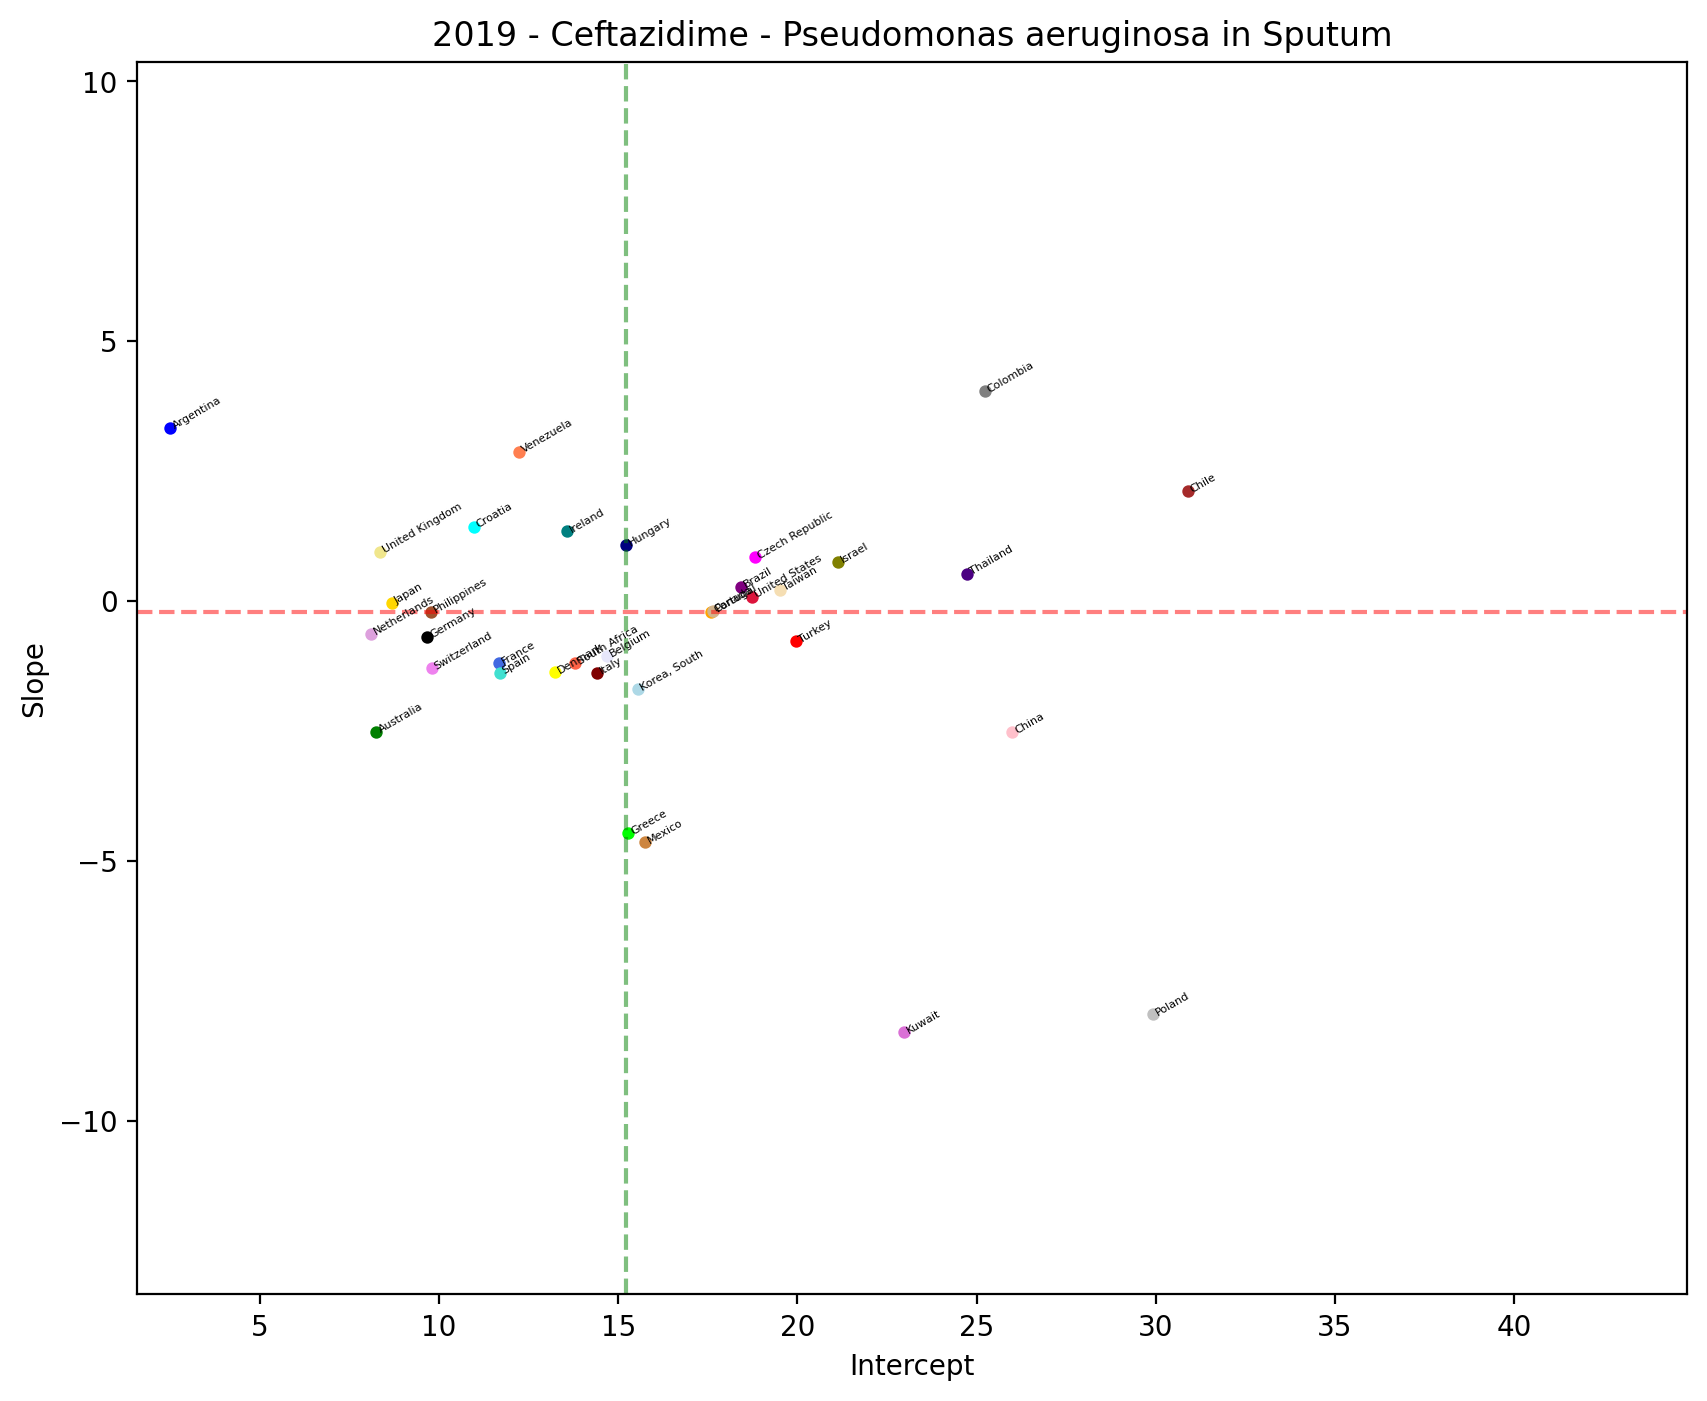 2019 - Ceftazidime - Pseudomonas aeruginosa in Sputum
10
5
0
−5
−10
Slope
Colombia
Argentina
Venezuela
Chile
United Kingdom
Croatia
Ireland
Hungary
Czech Republic
Israel
Thailand
Brazil
United States
Taiwan
Japan
Philippines
Portugal
Netherlands
Germany
Turkey
Switzerland
France
Spain
Denmark
South Africa
Italy
Belgium
Korea, South
Australia
China
Greece
Mexico
Poland
Kuwait
5
10
15
20
25
30
35
40
Intercept